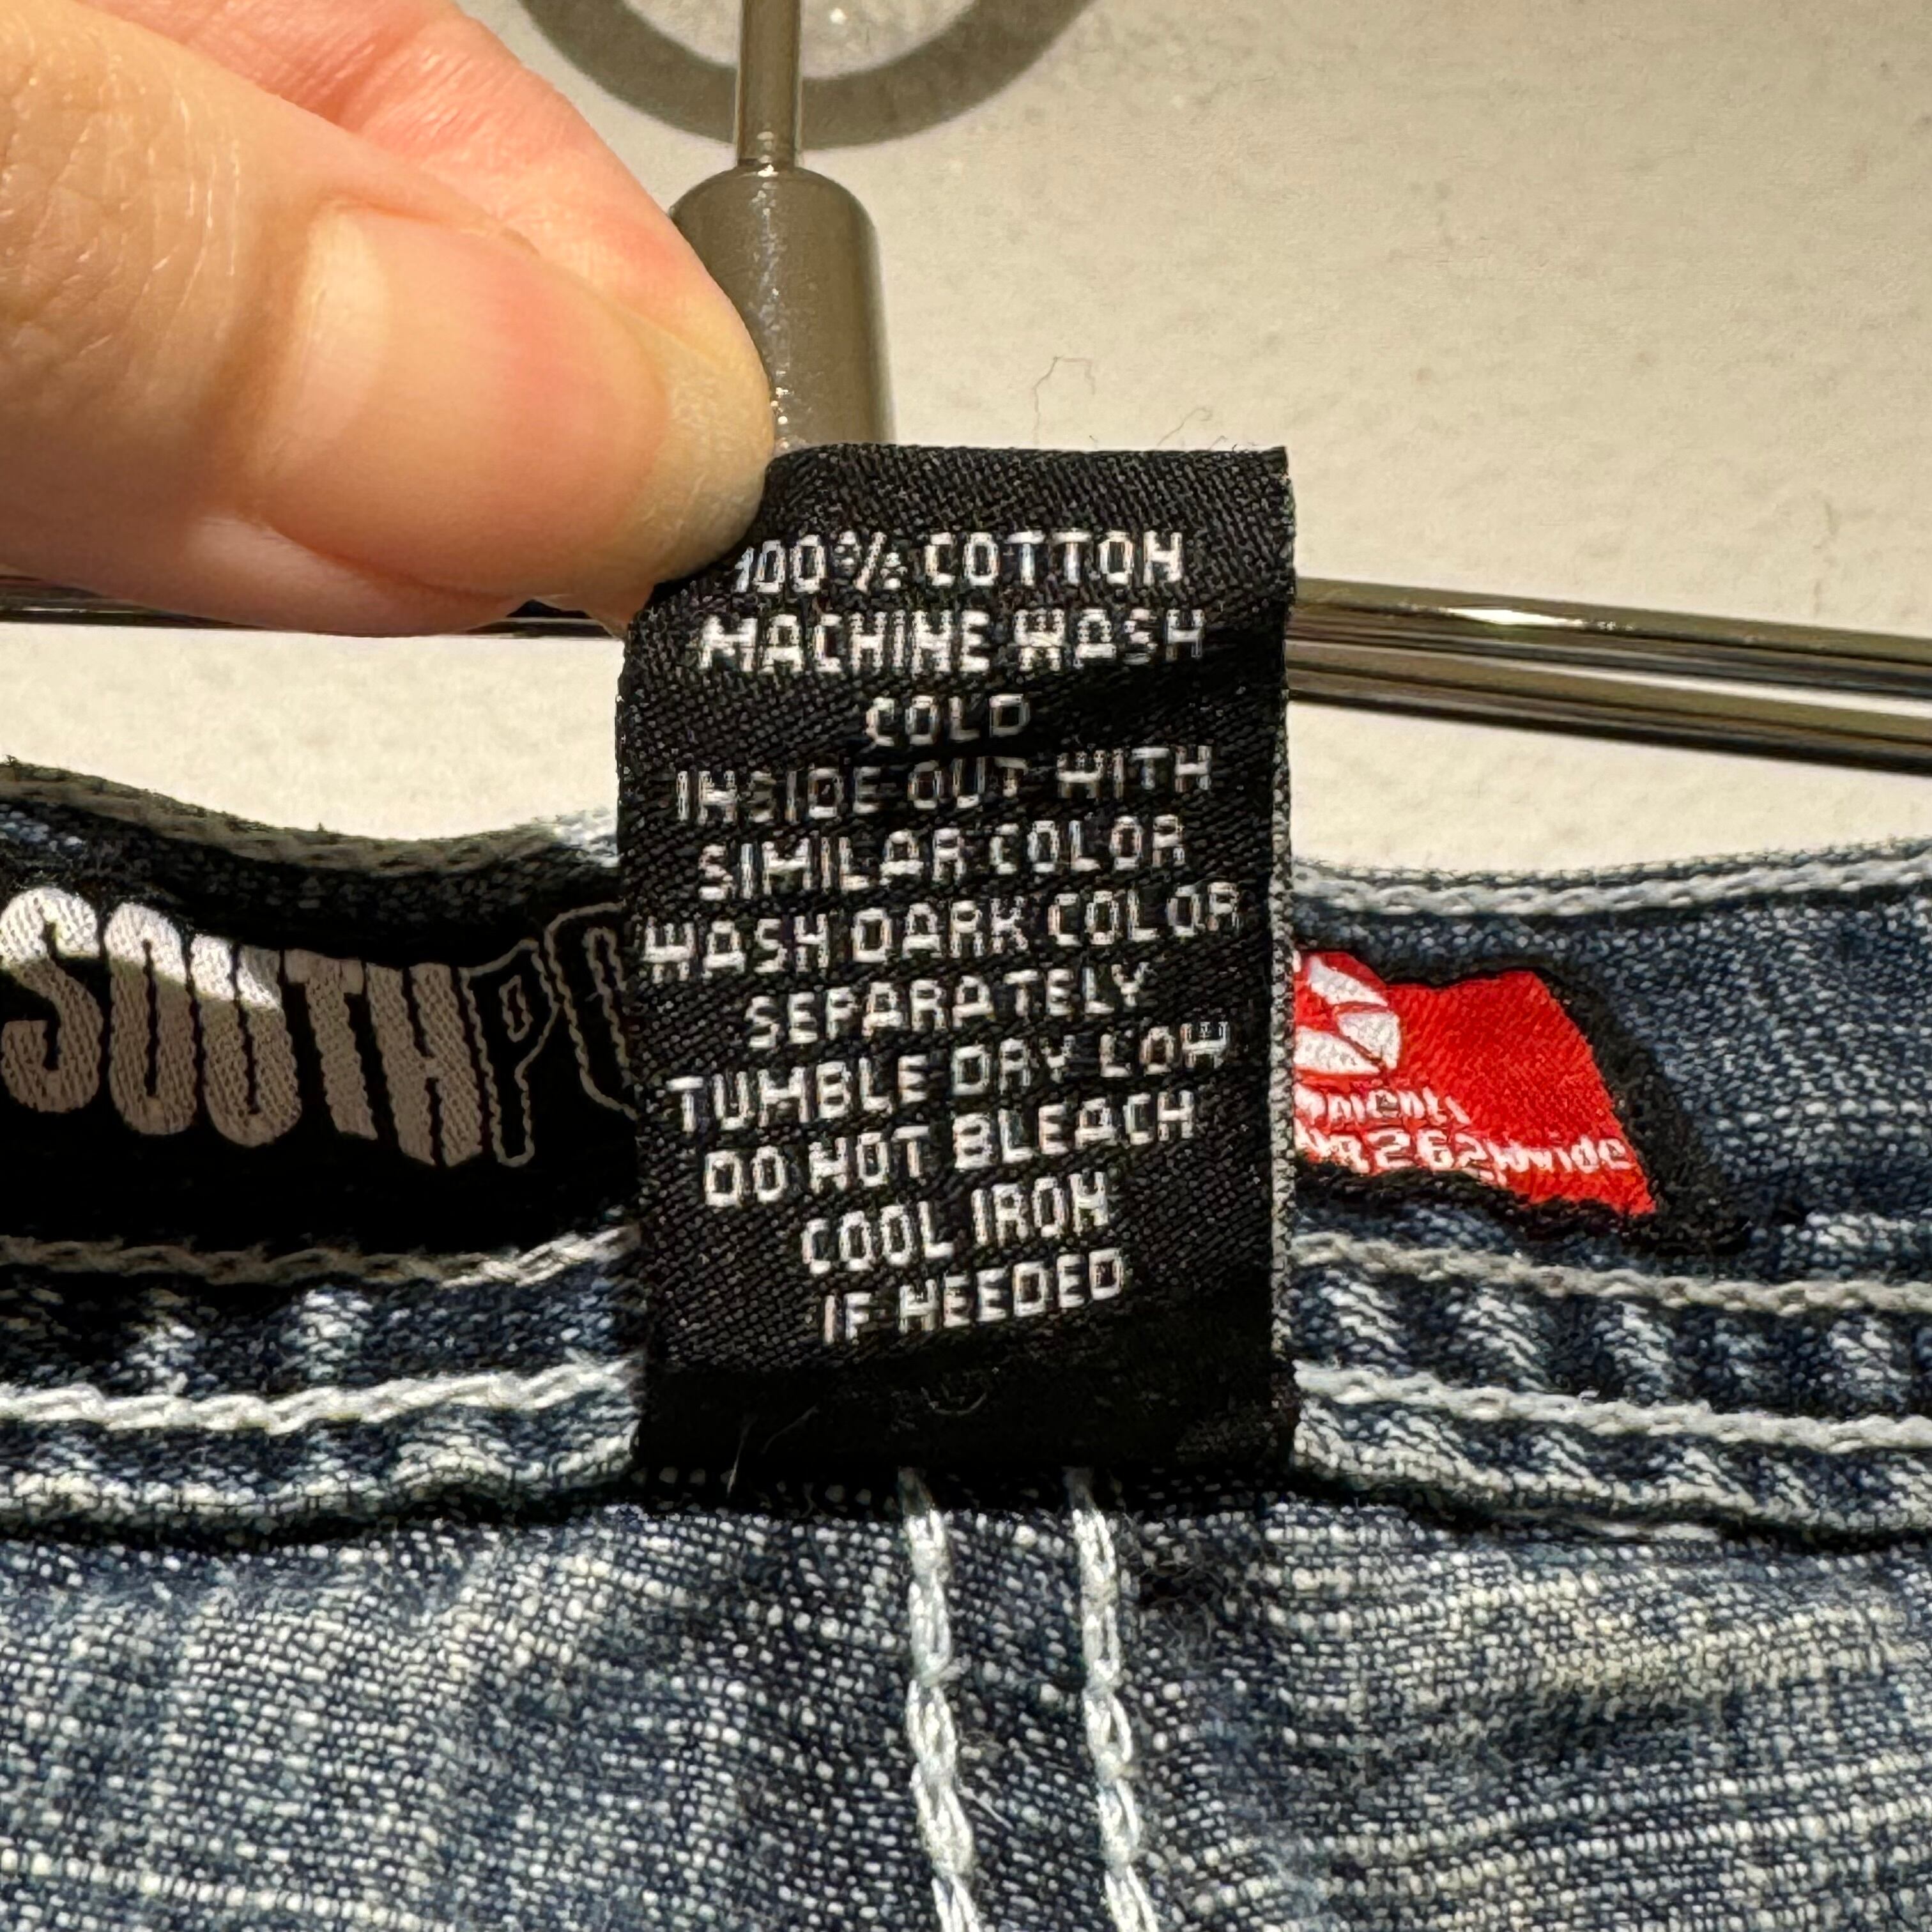 100% COTTON
MACHINE WASH
COLD
INSIDE OUT WITH
SIMILAR COLOR
WASH DARK COLOR
SEPARATELY
TUMBLE DRY LOW
DO NOT BLEACH
COOL IRON
IF NEEDED
SOUTHPO